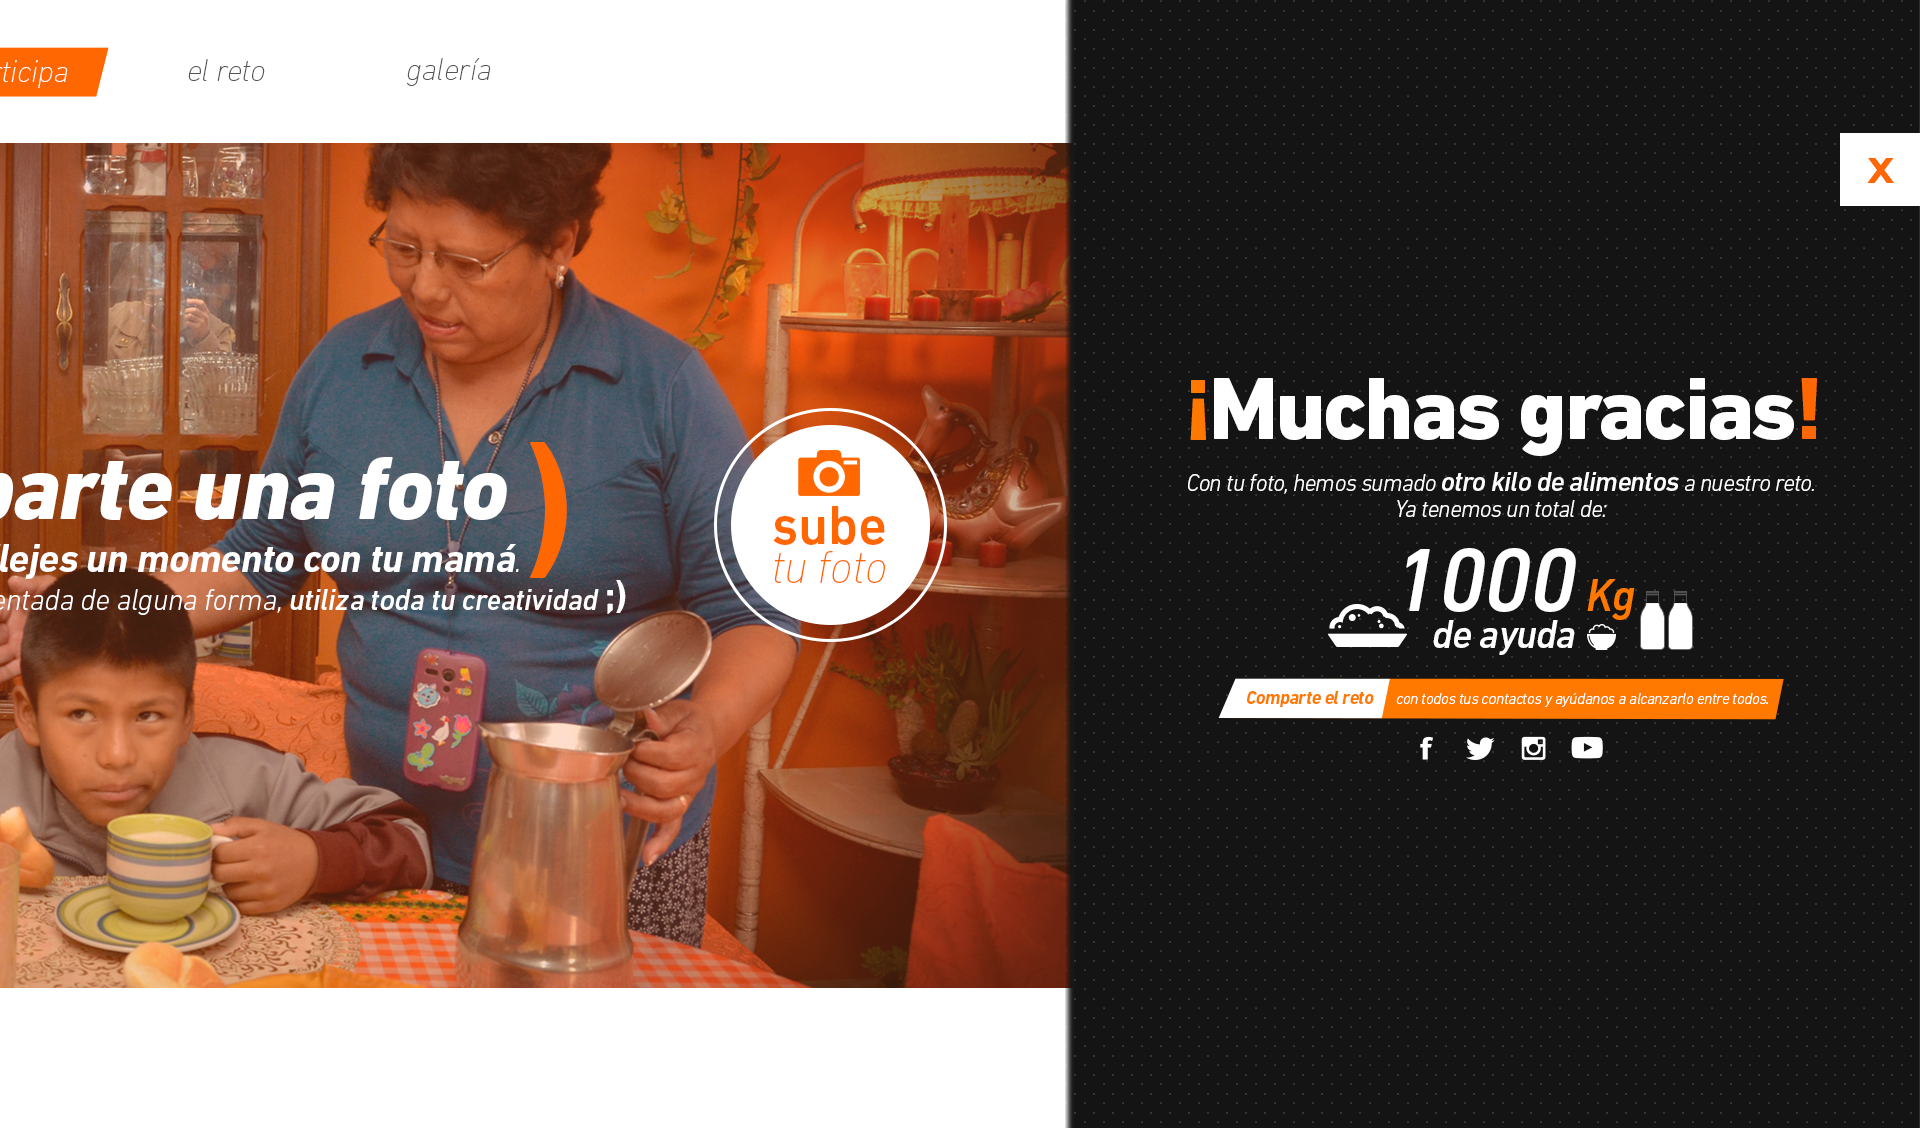 ticipa
el reto
galería
parte una foto )
lejes un momento con tu mamá.
entada de alguna forma, utiliza toda tu creatividad ;)
sube
tu foto
x
¡Muchas gracias!
Con tu foto, hemos sumado otro kilo de alimentos a nuestro reto.
Ya tenemos un total de:
1000 Kg
de ayuda
Comparte el reto con todos tus contactos y ayúdanos a alcanzarlo entre todos.